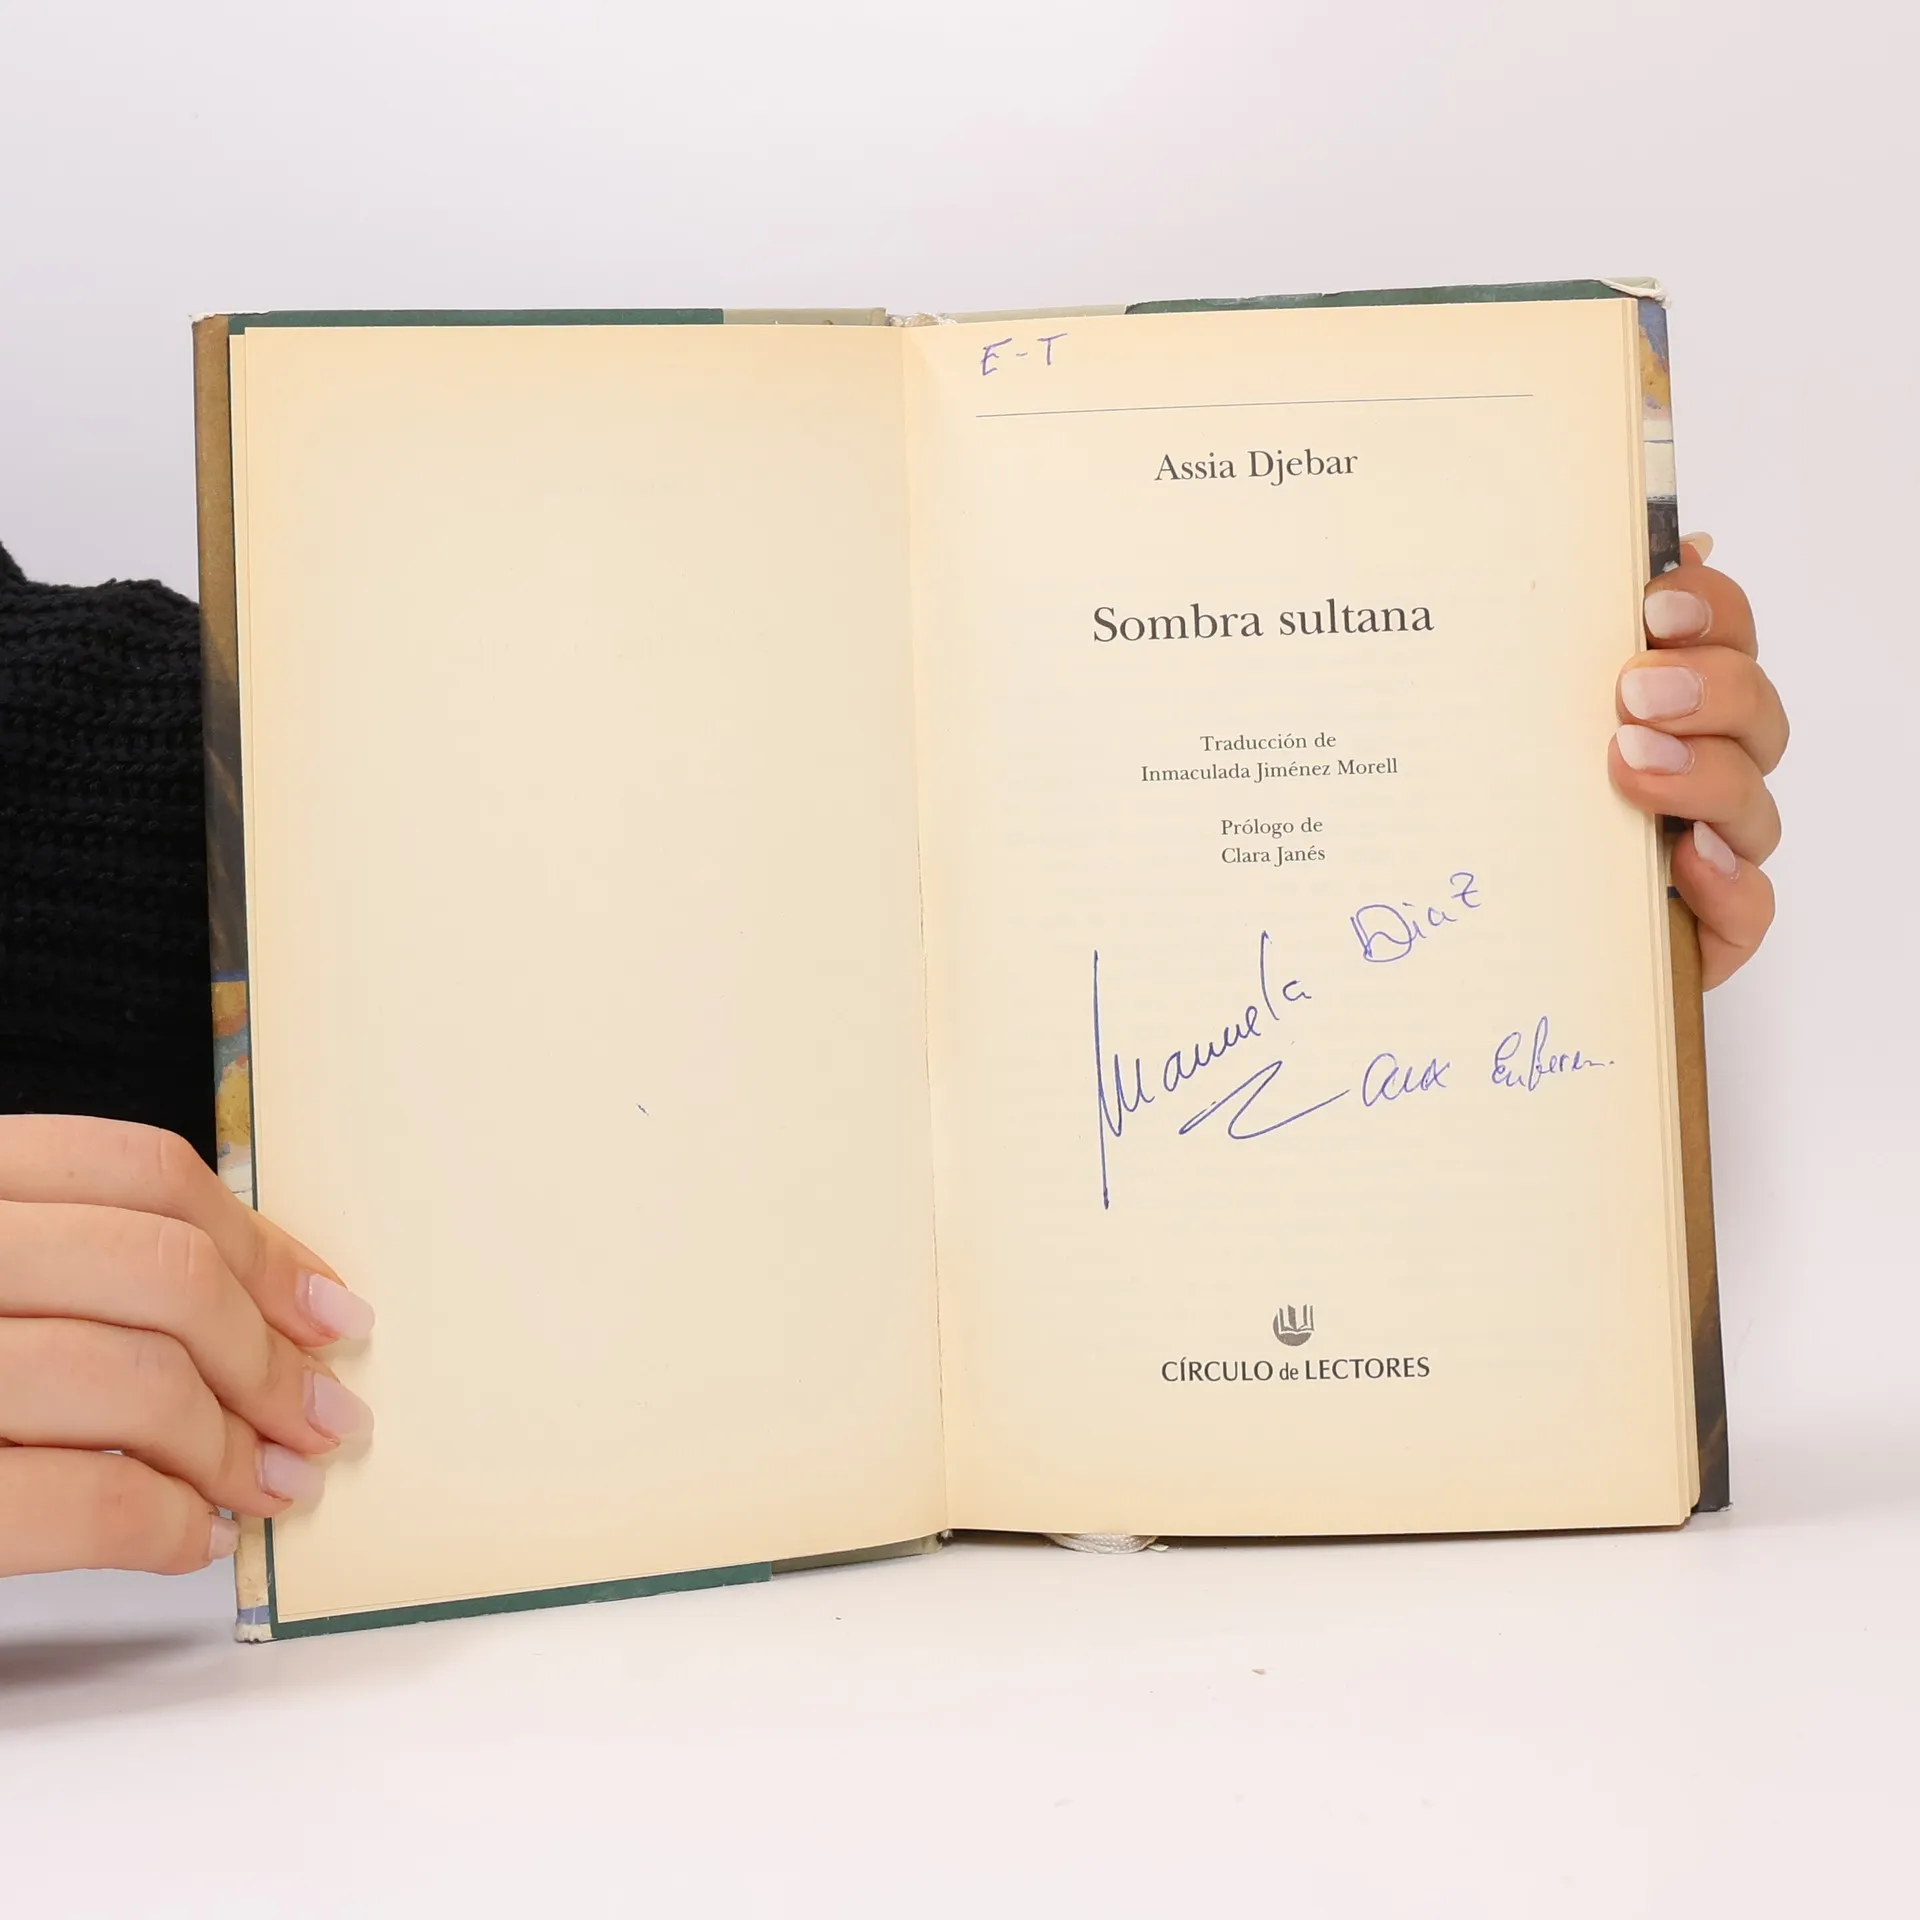 E-T
Assia Djebar
Sombra sultana
Traducción de
Inmaculada Jiménez Morell
Prólogo de
Clara Janés
Manuela Diaz
CÍRCULO de LECTORES